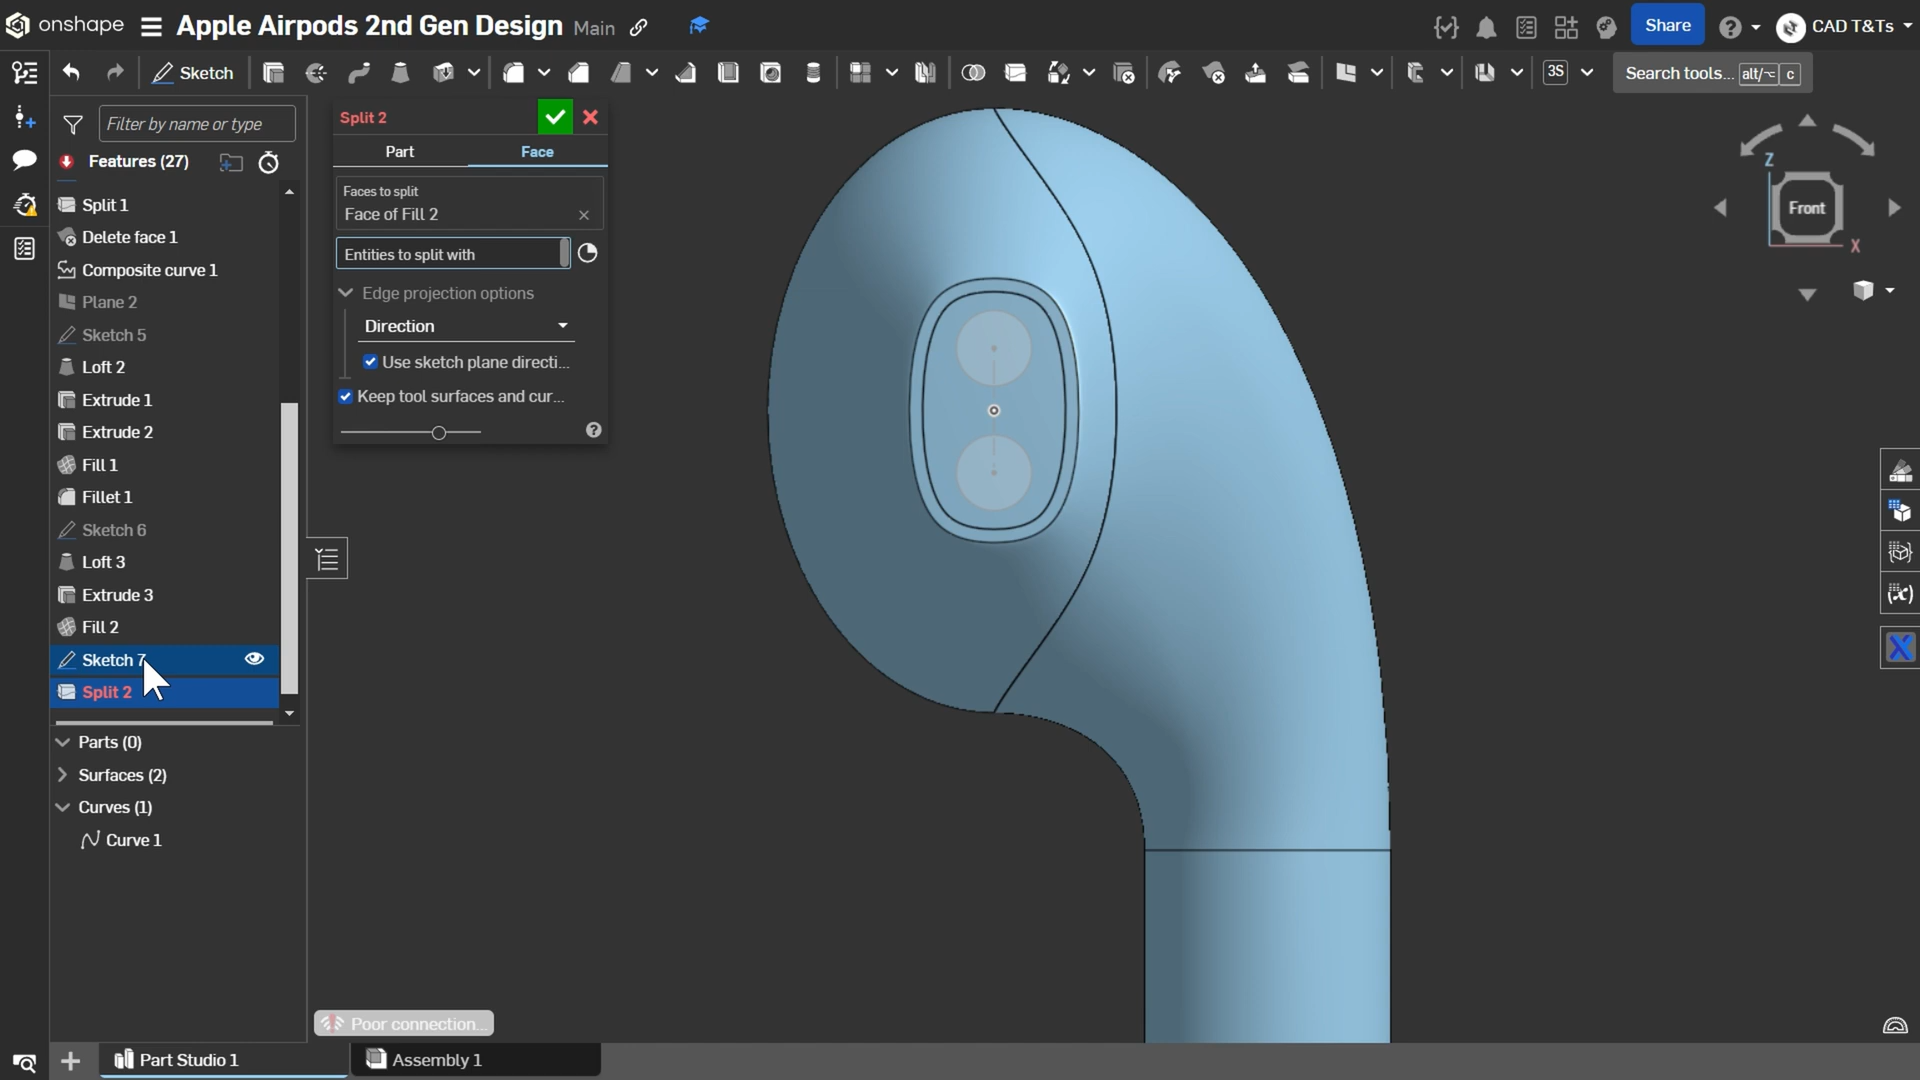 onshape
Apple Airpods 2nd Gen Design Main
Share
CAD T&Ts
Sketch
3S
Search tools... alt/⌥ c
Filter by name or type
Features (27)
Split 1
Delete face 1
Composite curve 1
Plane 2
Sketch 5
Loft 2
Extrude 1
Extrude 2
Fill 1
Fillet 1
Sketch 6
Loft 3
Extrude 3
Fill 2
Sketch 7
Split 2
Parts (0)
Surfaces (2)
Curves (1)
Curve 1
Split 2
Part Face
Faces to split
Face of Fill 2
Entities to split with
Edge projection options
Direction
Use sketch plane directi...
Keep tool surfaces and cur...
Z
Front
X
Poor connection...
Part Studio 1
Assembly 1